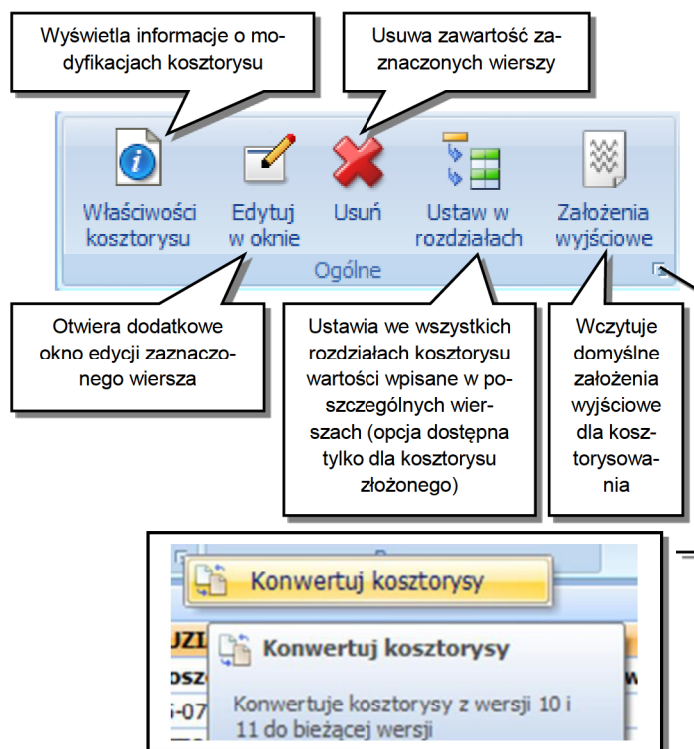 Wyświetla informacje o mo-
dyfikacjach kosztorysu
Usuwa zawartość za-
znaczonych wierszy
Właściwości
kosztorysu
Edytuj
w oknie
Usuń
Ustaw w
rozdziałach
Założenia
wyjściowe
Ogólne
Otwiera dodatkowe
okno edycji zaznaczo-
nego wiersza
Ustawia we wszystkich
rozdziałach kosztorysu
wartości wpisane w po-
szczególnych wier-
szach (opcja dostępna
tylko dla kosztorysu
złożonego)
Wczytuje
domyślne
założenia
wyjściowe
dla kosz-
torysowa-
nia
Konwertuj kosztorysy
Konwertuj kosztorysy
Konwertuje kosztorysy z wersji 10 i
11 do bieżącej wersji